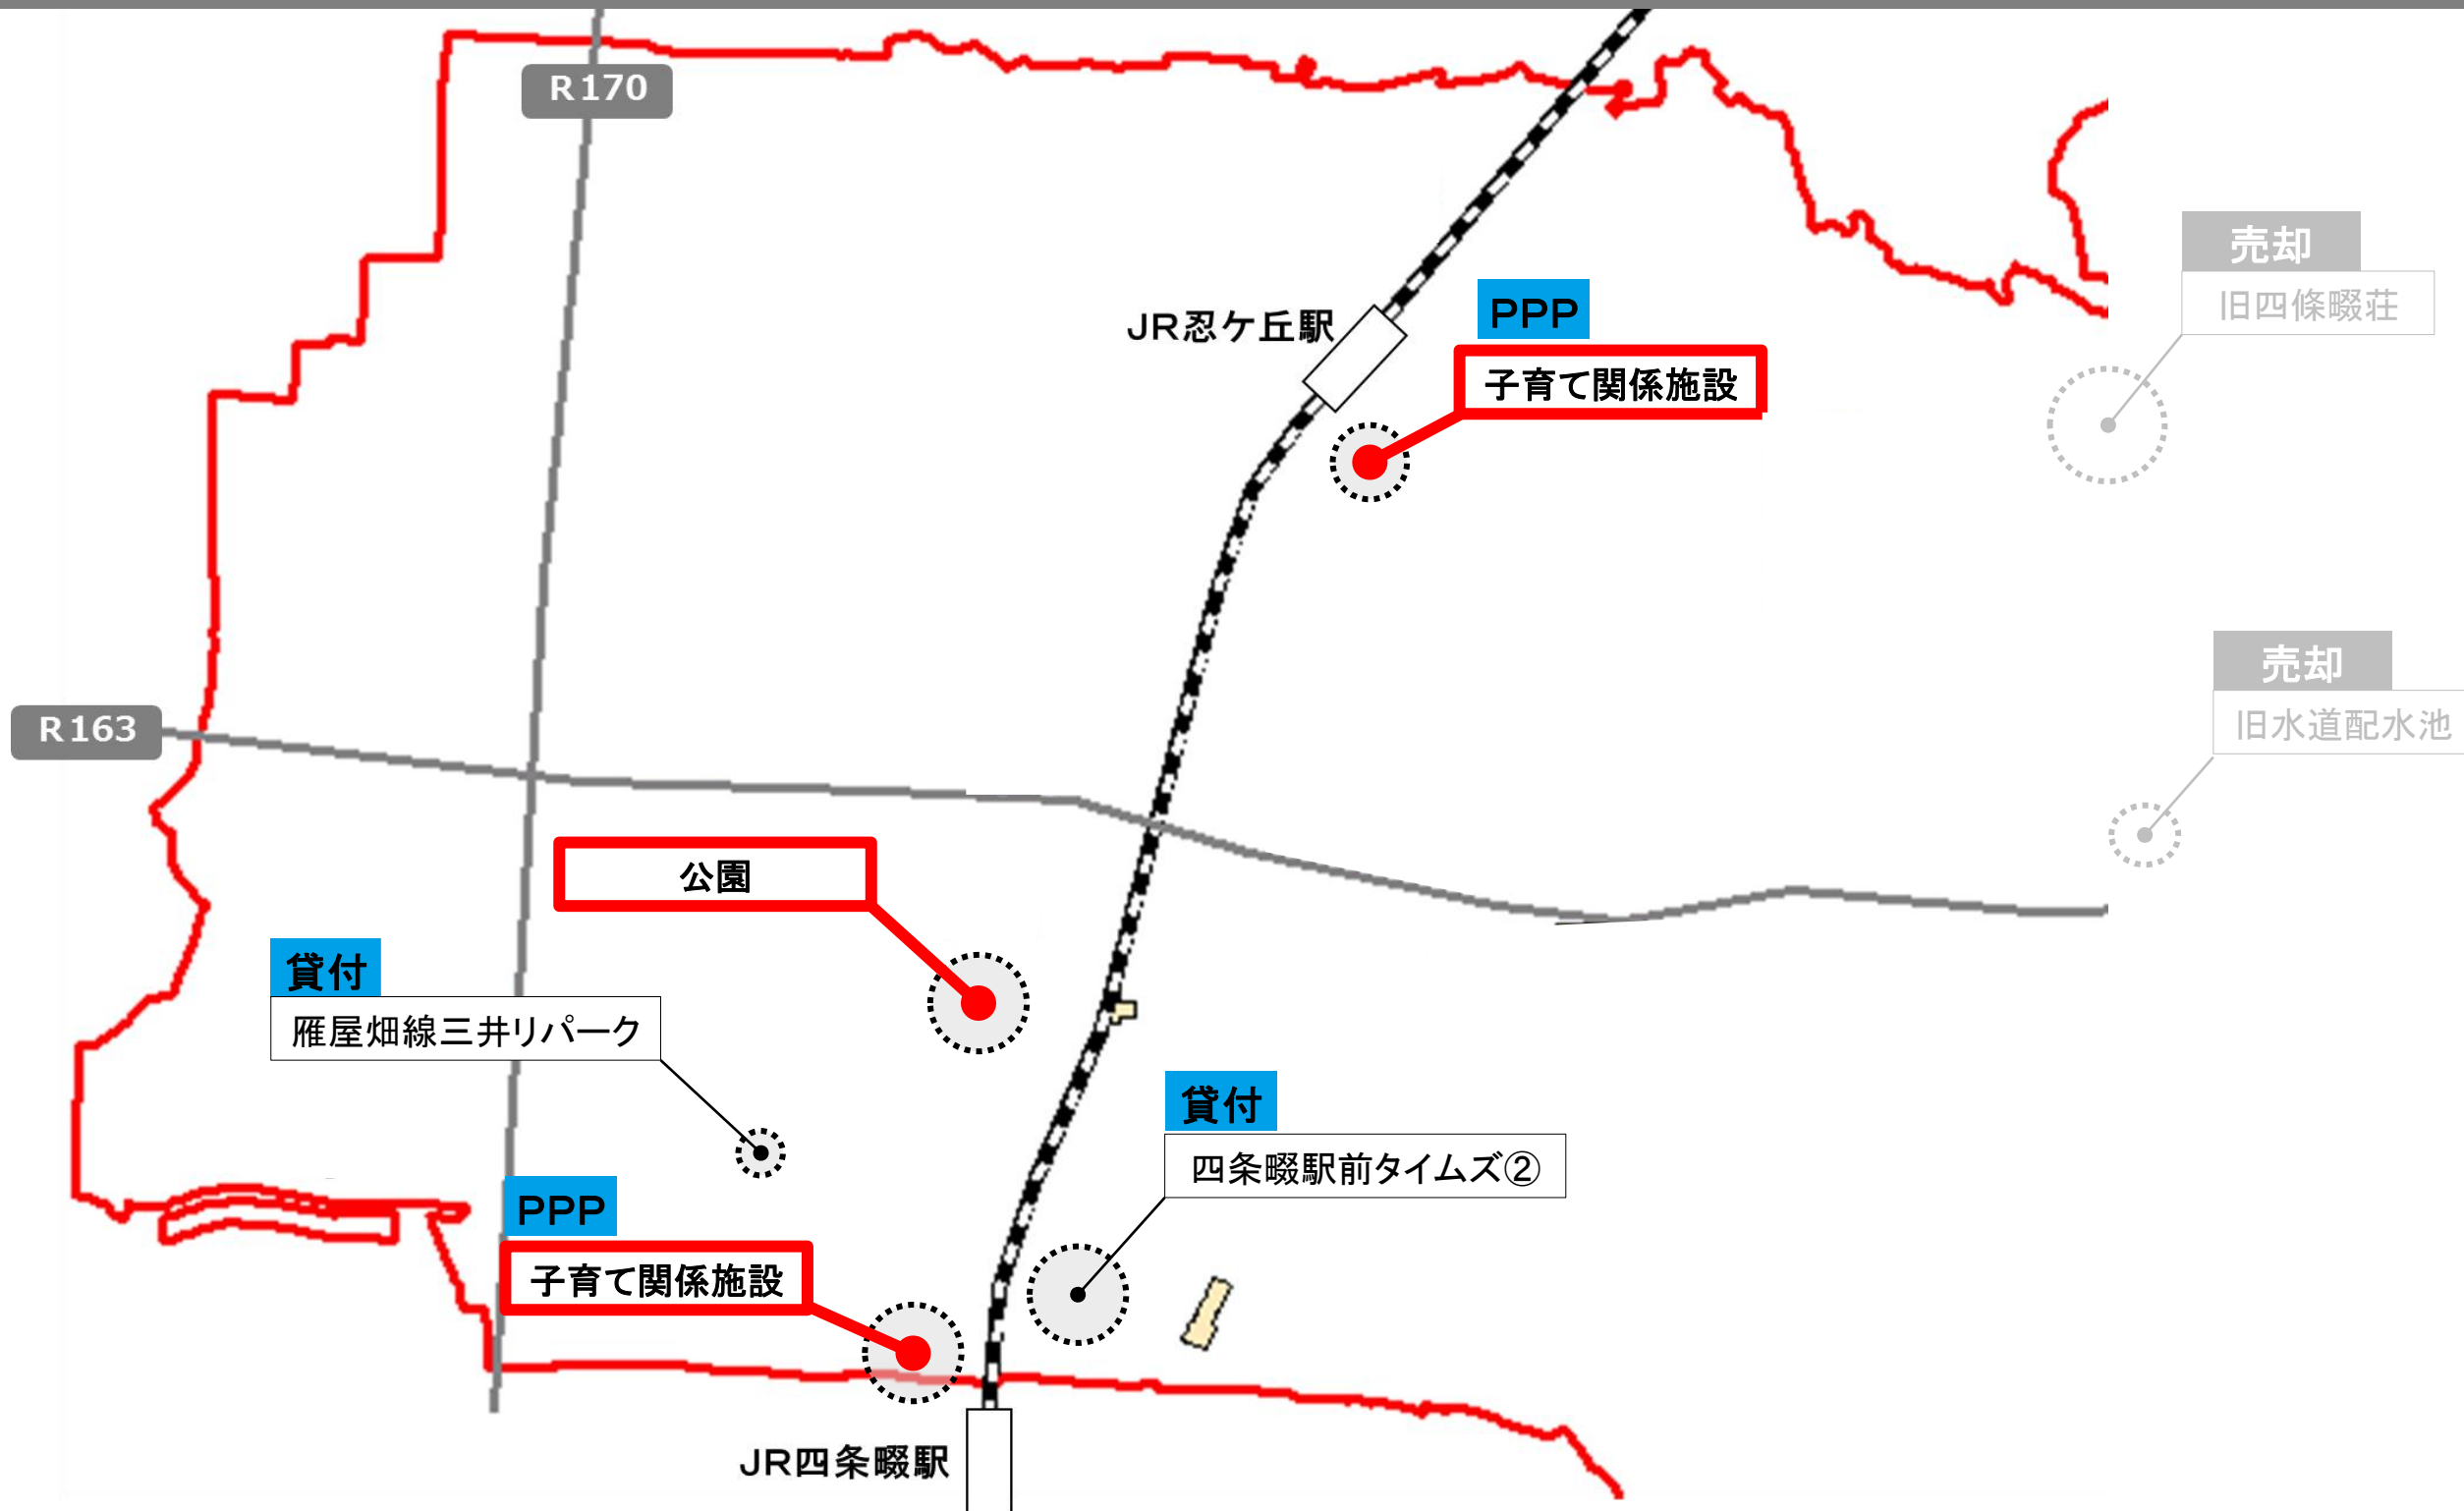 R170
売却
旧四條畷荘
PPP
JR忍ケ丘駅
子育て関係施設
売却
旧水道配水池
R163
公園
貸付
雁屋畑線三井リパーク
貸付
四条畷駅前タイムズ②
PPP
子育て関係施設
JR四条畷駅